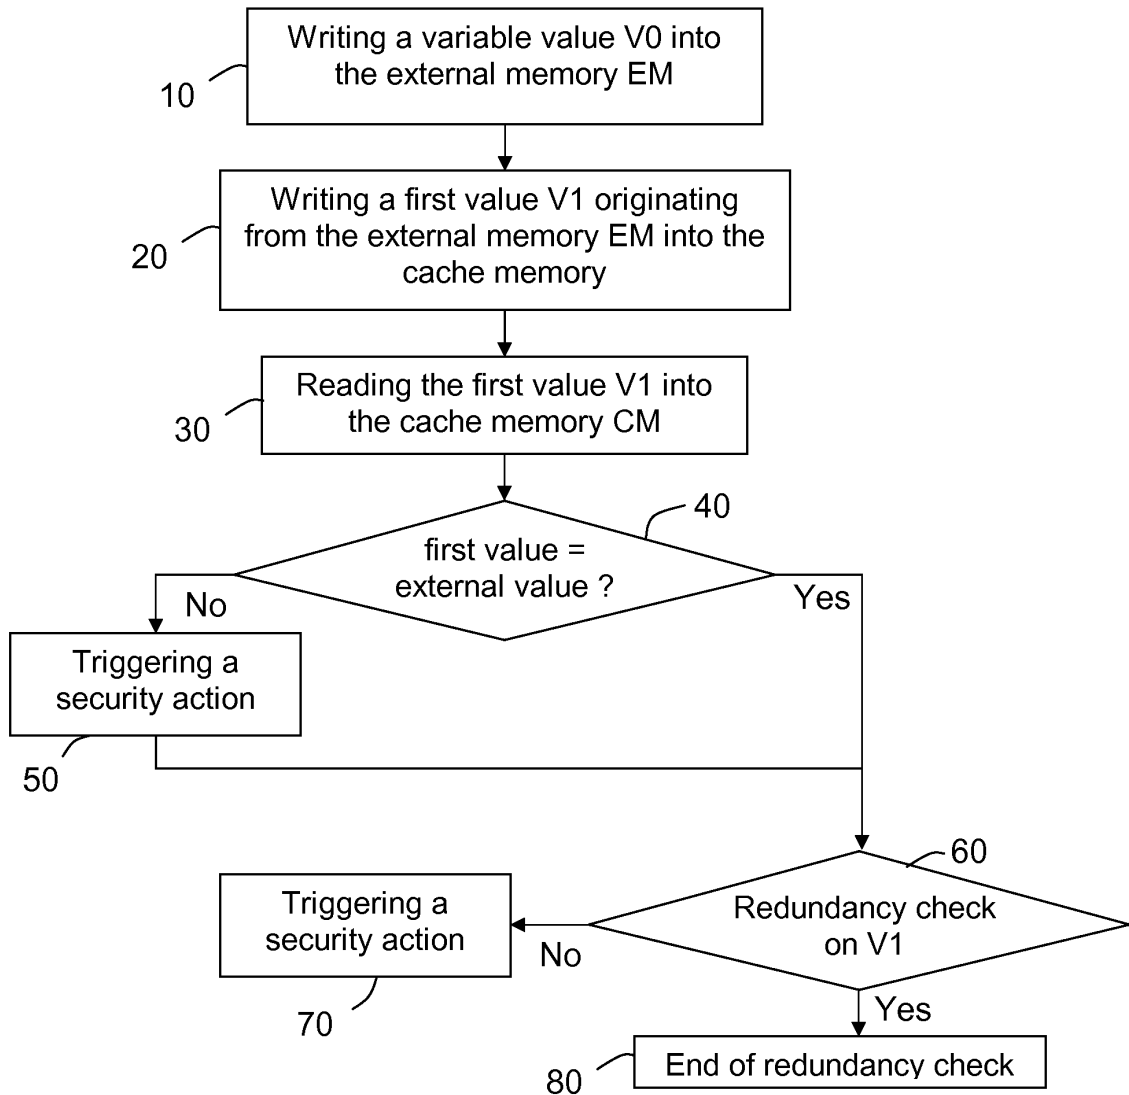 Writing a variable value V0 into
the external memory EM
10
Writing a first value V1 originating
from the external memory EM into the
cache memory
20
Reading the first value V1 into
the cache memory CM
30
40
first value =
external value ?
No
Yes
Triggering a
security action
50
60
Redundancy check
on V1
Triggering a
security action
No
70
Yes
End of redundancy check
80